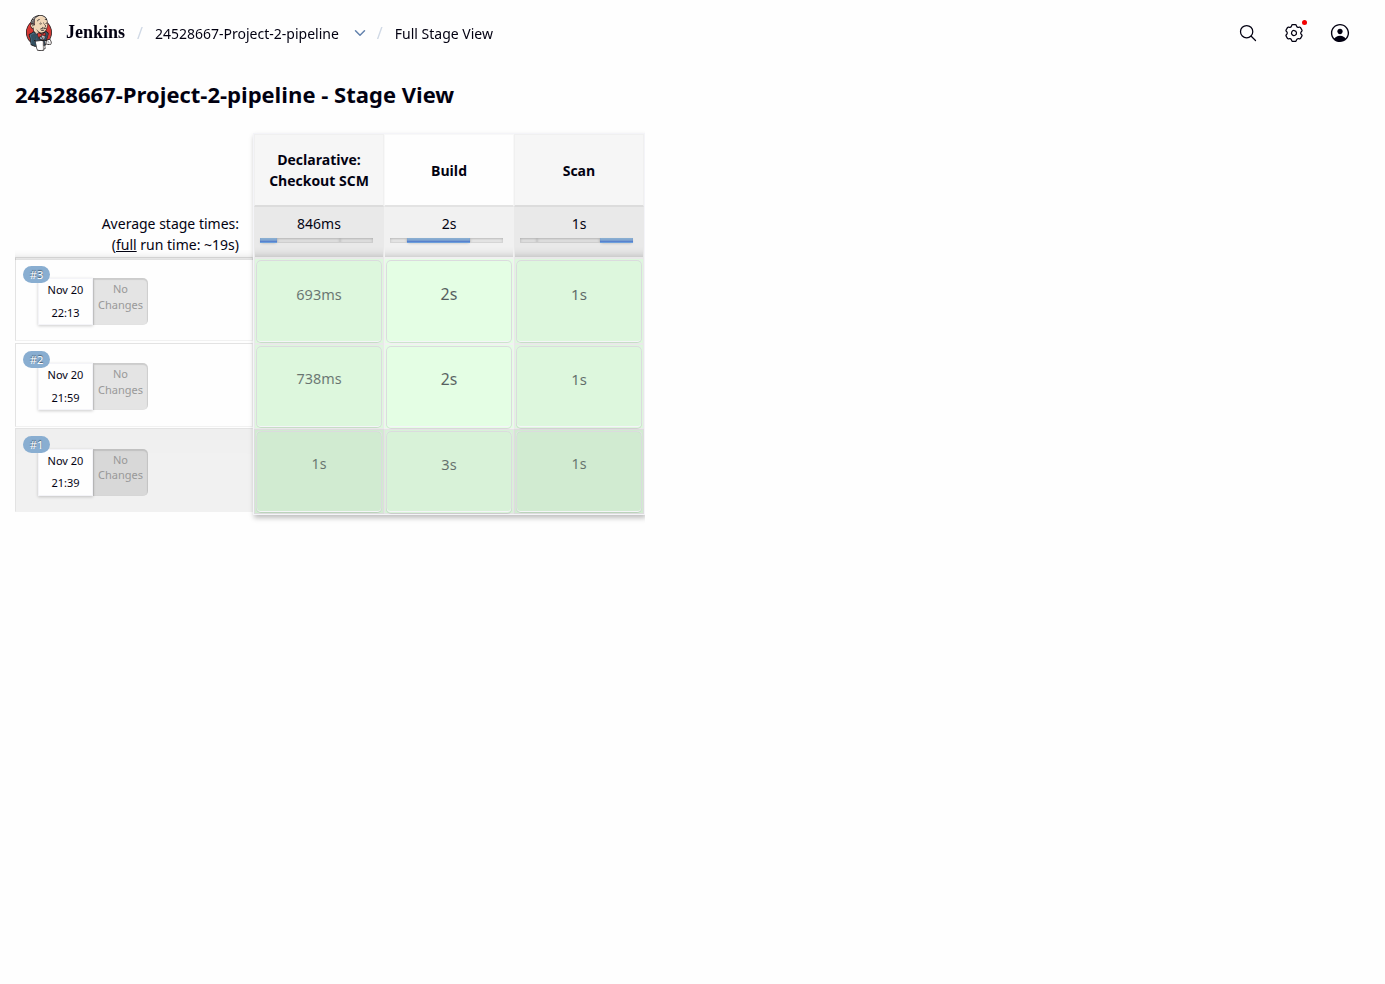 Jenkins / 24528667-Project-2-pipeline / Full Stage View
24528667-Project-2-pipeline - Stage View
Declarative:
Checkout SCM
Build
Scan
Average stage times:
(full run time: ~19s)
846ms
2s
1s
#3
Nov 20
22:13
No
Changes
693ms
2s
1s
#2
Nov 20
21:59
No
Changes
738ms
2s
1s
#1
Nov 20
21:39
No
Changes
1s
3s
1s